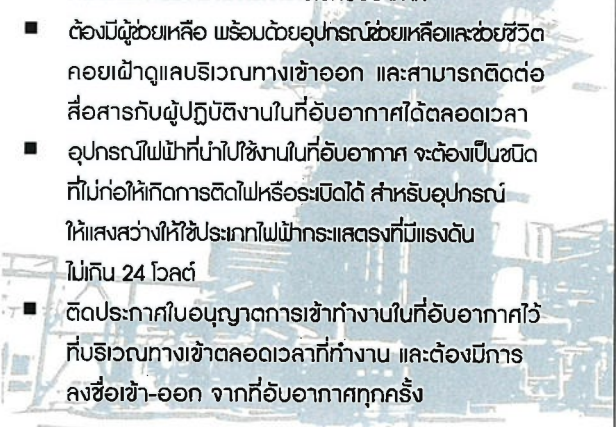 ■ ต้องมีผู้ช่วยเหลือ พร้อมด้วยอุปกรณ์ช่วยเหลือและช่วยชีวิต
คอยเฝ้าดูแลบริเวณทางเข้าออก และสามารถติดต่อ
สื่อสารกับผู้ปฏิบัติงานในที่อับอากาศได้ตลอดเวลา
■ อุปกรณ์ไฟฟ้าที่นำไปใช้งานในที่อับอากาศ จะต้องเป็นชนิด
ที่ไม่ก่อให้เกิดการติดไฟหรือระเบิดได้ สำหรับอุปกรณ์
ให้แสงสว่างให้ใช้ประเภทไฟฟ้ากระแสตรงที่มีแรงดัน
ไม่เกิน 24 โวลต์
■ ติดประกาศใบอนุญาตการเข้าทำงานในที่อับอากาศไว้
ที่บริเวณทางเข้าตลอดเวลาที่ทำงาน และต้องมีการ
ลงชื่อเข้า-ออก จากที่อับอากาศทุกครั้ง